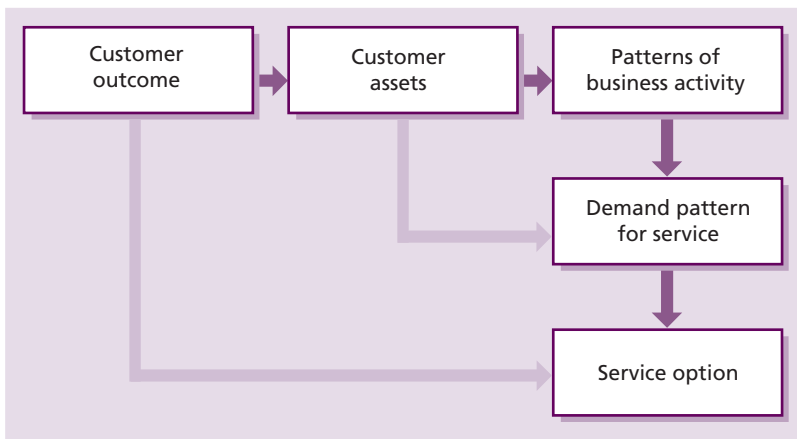 Customer
outcome
Customer
assets
Patterns of
business activity
Demand pattern
for service
Service option